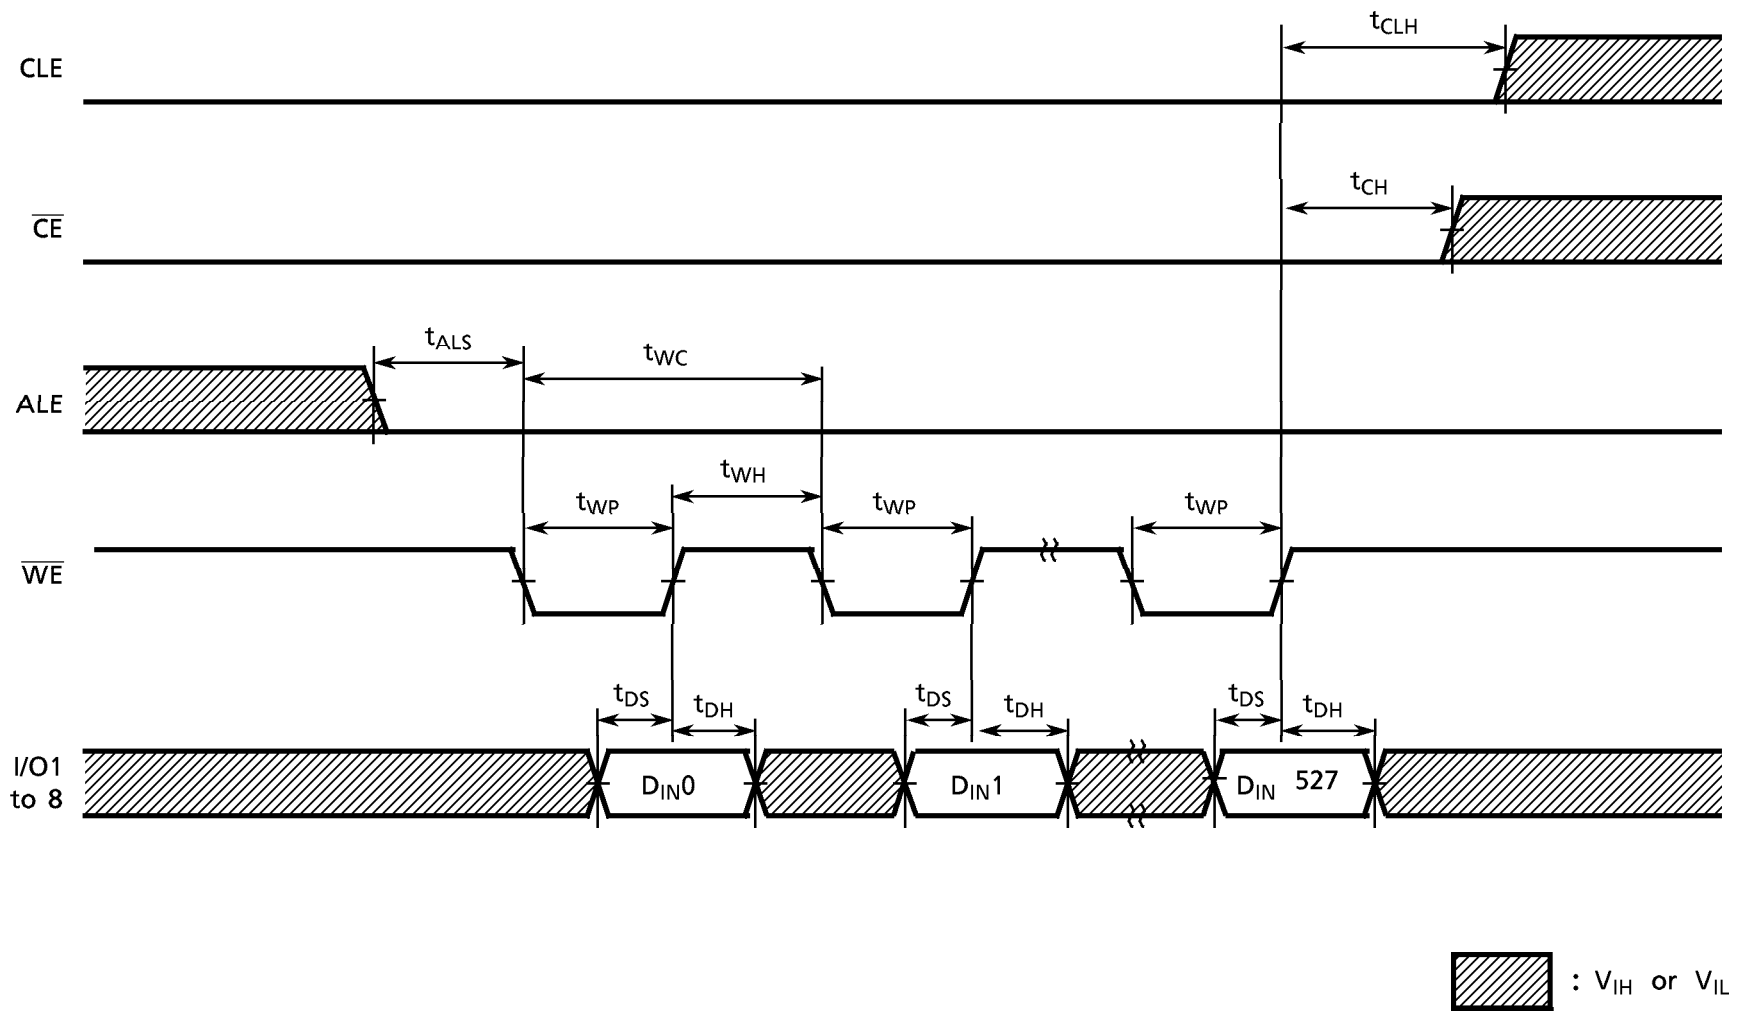 tCLH
CLE
tCH
CE
tALS
tWC
ALE
tWH
tWP tWP tWP
WE
tDS tDH tDS tDH tDS tDH
I/O1
to 8
DIN0 DIN1 DIN 527
: VIH or VIL